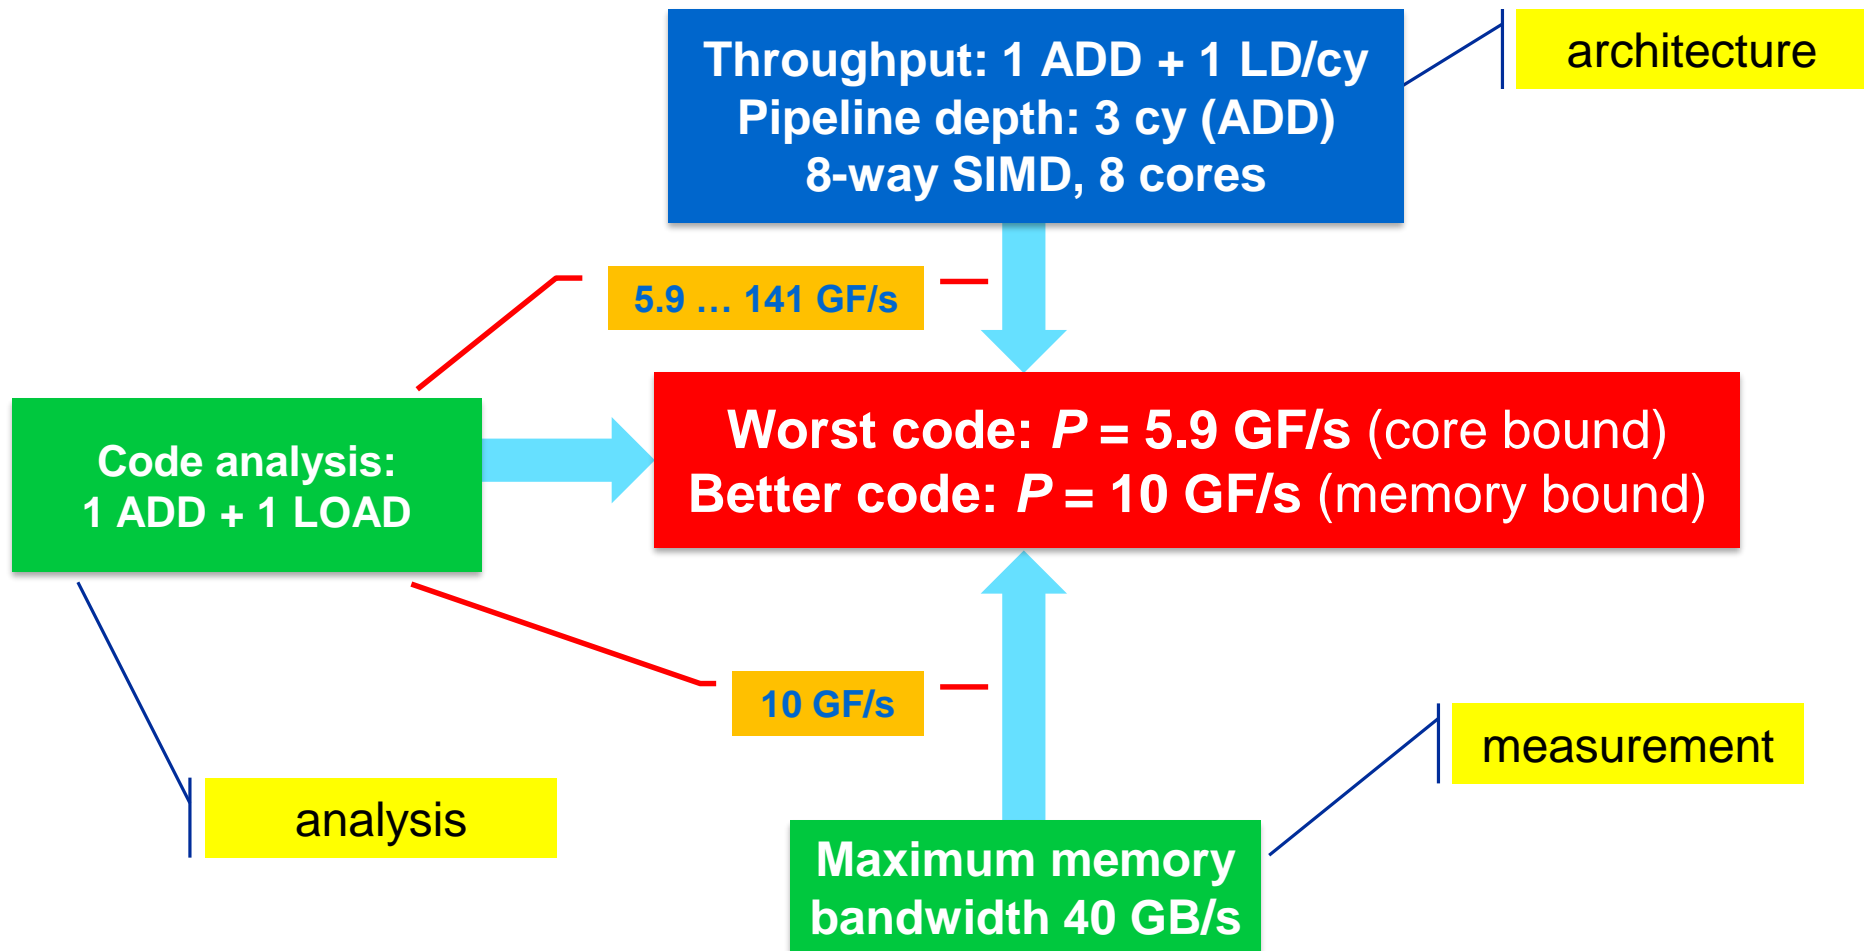 Throughput: 1 ADD + 1 LD/cy
Pipeline depth: 3 cy (ADD)
8-way SIMD, 8 cores
architecture
5.9 … 141 GF/s
Code analysis:
1 ADD + 1 LOAD
Worst code: P = 5.9 GF/s (core bound)
Better code: P = 10 GF/s (memory bound)
10 GF/s
measurement
analysis
Maximum memory
bandwidth 40 GB/s